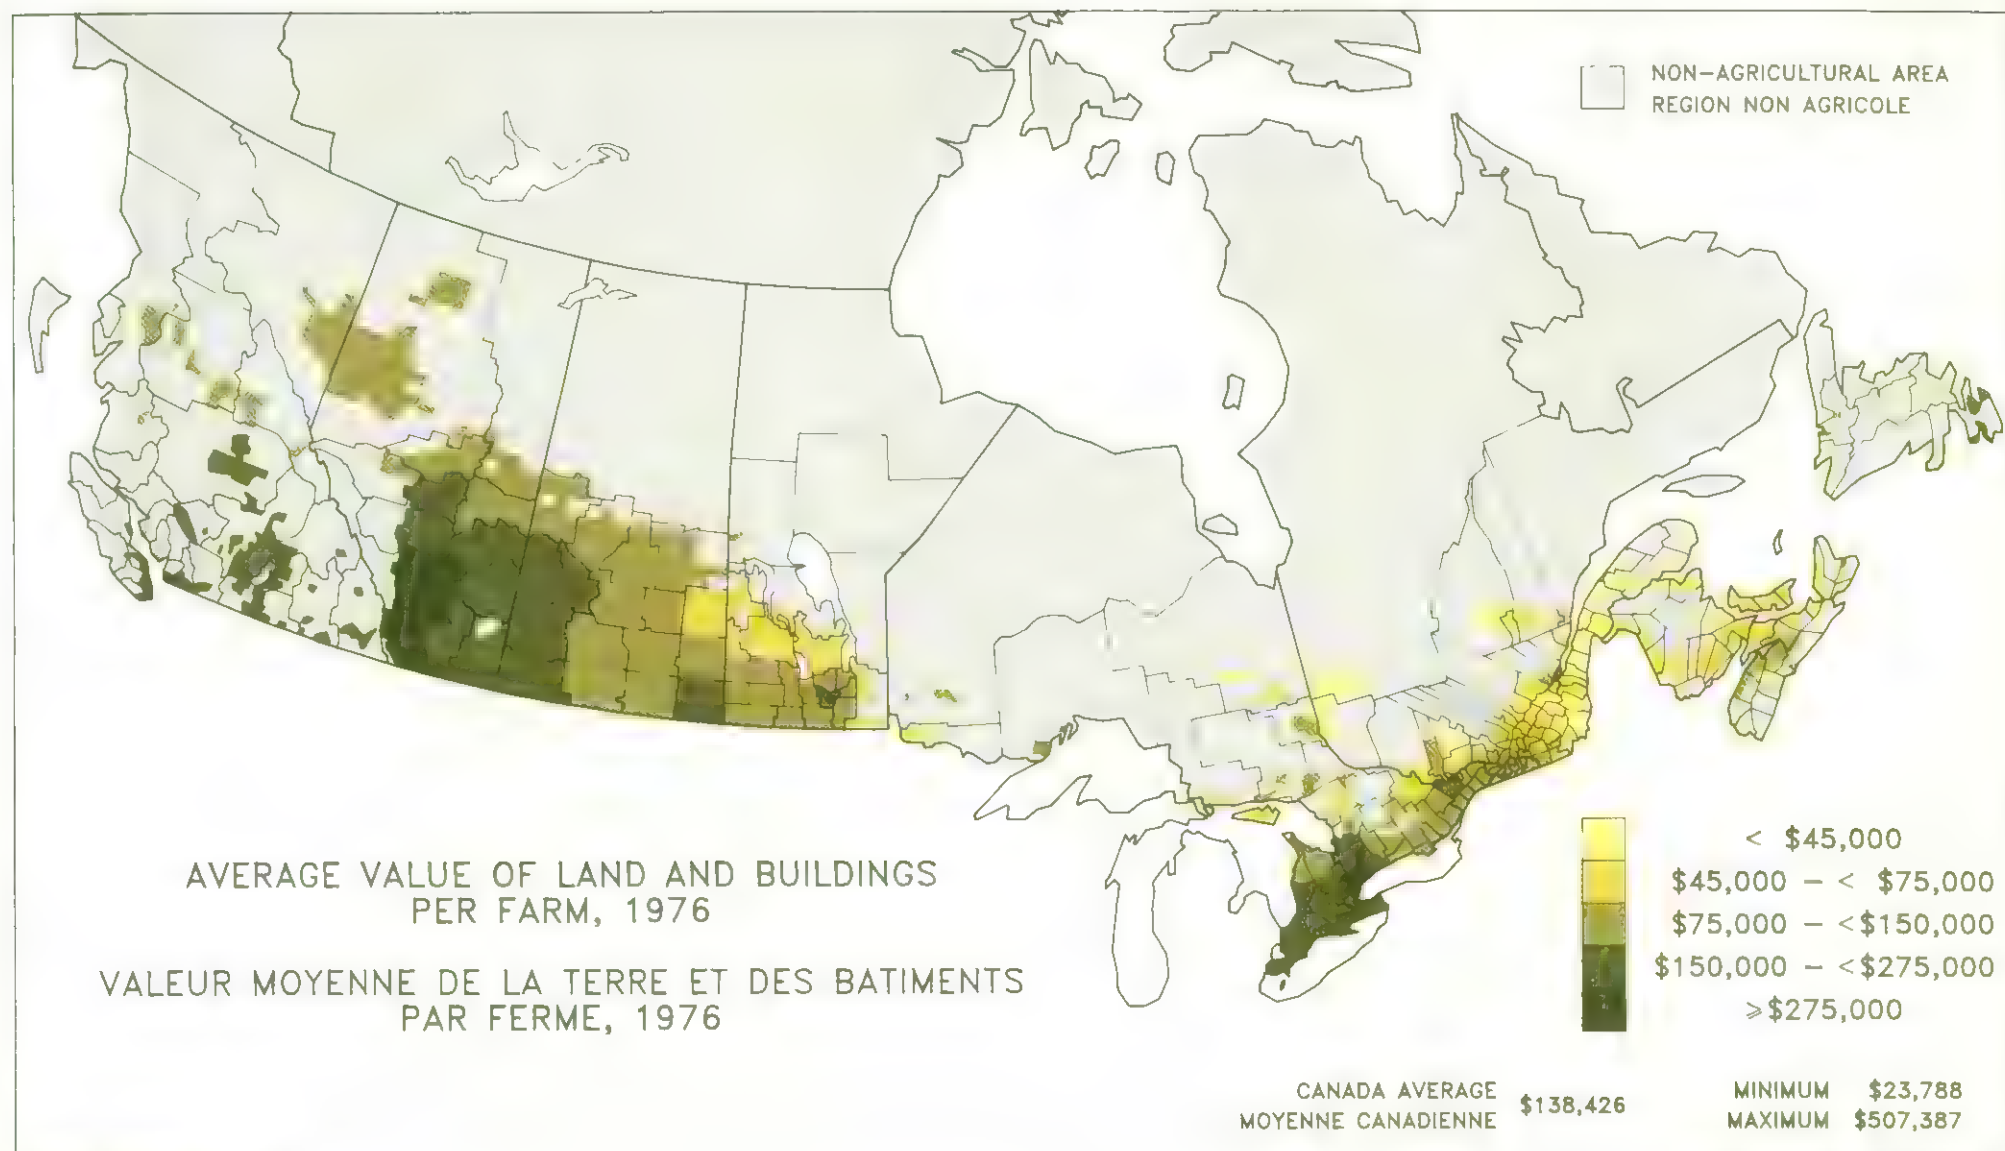 NON-AGRICULTURAL AREA
REGION NON AGRICOLE
AVERAGE VALUE OF LAND AND BUILDINGS
PER FARM, 1976
VALEUR MOYENNE DE LA TERRE ET DES BATIMENTS
PAR FERME, 1976
< $45,000
$45,000 - < $75,000
$75,000 - <$150,000
$150,000 - <$275,000
⩾$275,000
CANADA AVERAGE
MOYENNE CANADIENNE
$138,426
MINIMUM $23,788
MAXIMUM $507,387